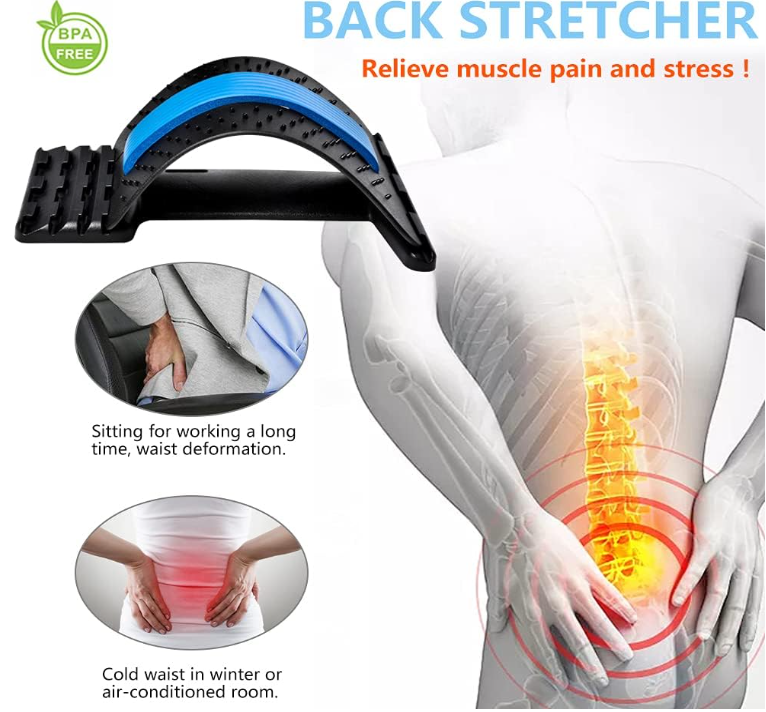 BPA
FREE
BACK STRETCHER
Relieve muscle pain and stress !
Sitting for working a long
time, waist deformation.
Cold waist in winter or
air-conditioned room.